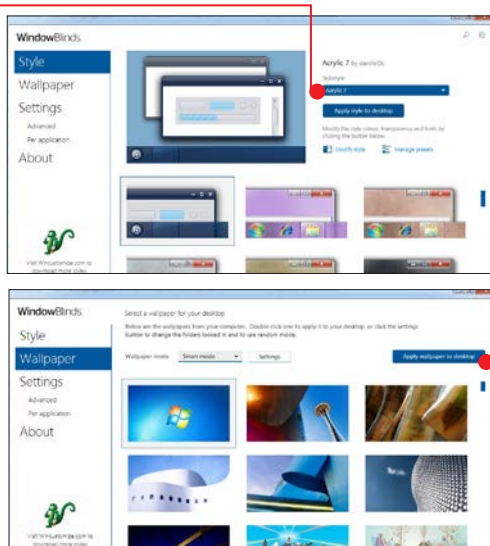 WindowBlinds
Style
Wallpaper
Settings
Advanced
Per application
About
Visit Wincustomize.com to
download more styles
Acrylic 7 by
Substyle
Acrylic 7
Apply style to desktop
Modify the style colour, transparency and fonts by
clicking the button below.
Modify style
Manage presets
WindowBlinds
Select a wallpaper for your desktop
Style
Below are the wallpapers from your computer. Double click one to apply it to your desktop, or click the settings
button to change the folders looked in and to use random mode.
Wallpaper
Wallpaper mode
Smart mode
Settings
Apply wallpaper to desktop
Settings
Advanced
Per application
About
Visit Wincustomize.com to
download more styles